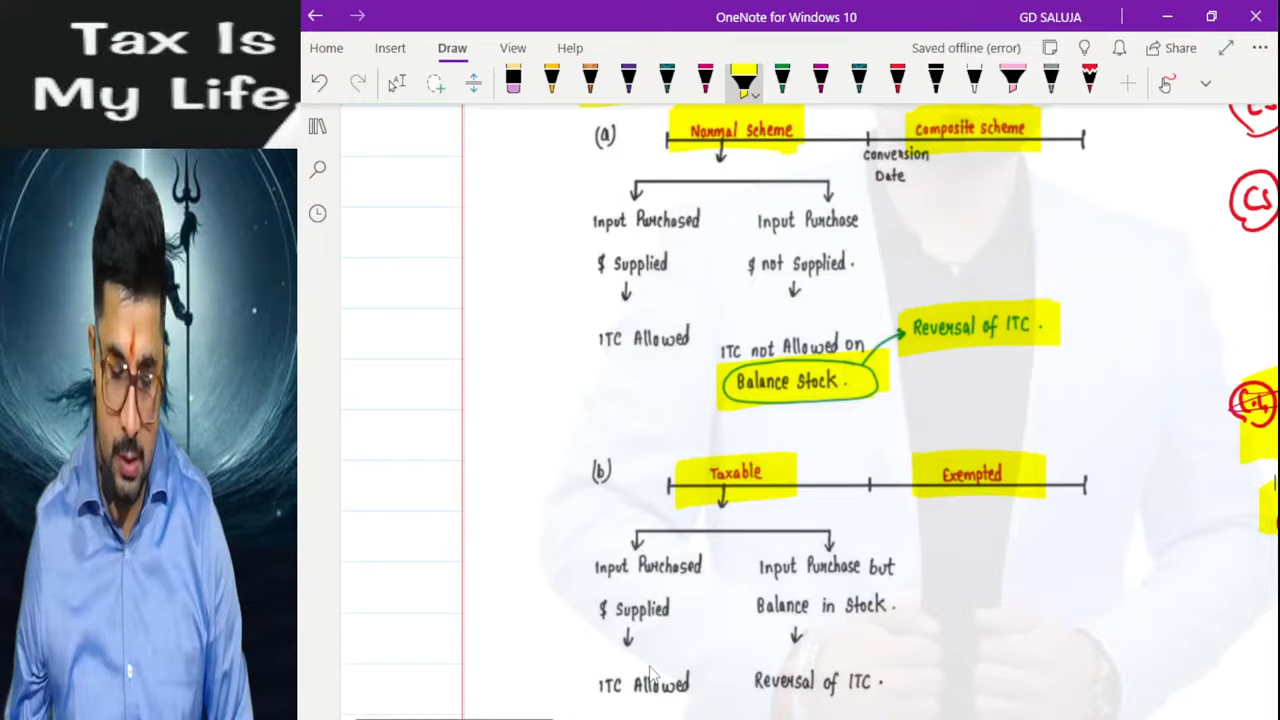 Tax Is
My Life
OneNote for Windows 10
GD SALUJA
Home Insert Draw View Help
Saved offline (error)
Share
(a) Normal Scheme Composite scheme
Conversion
Date
Input Purchased Input Purchase
$ Supplied $ not Supplied.
ITC Allowed
ITC not Allowed on
Reversal of ITC.
Balance Stock.
(b) Taxable Exempted
Input Purchased Input Purchase but
$ Supplied Balance in Stock.
ITC Allowed Reversal of ITC.